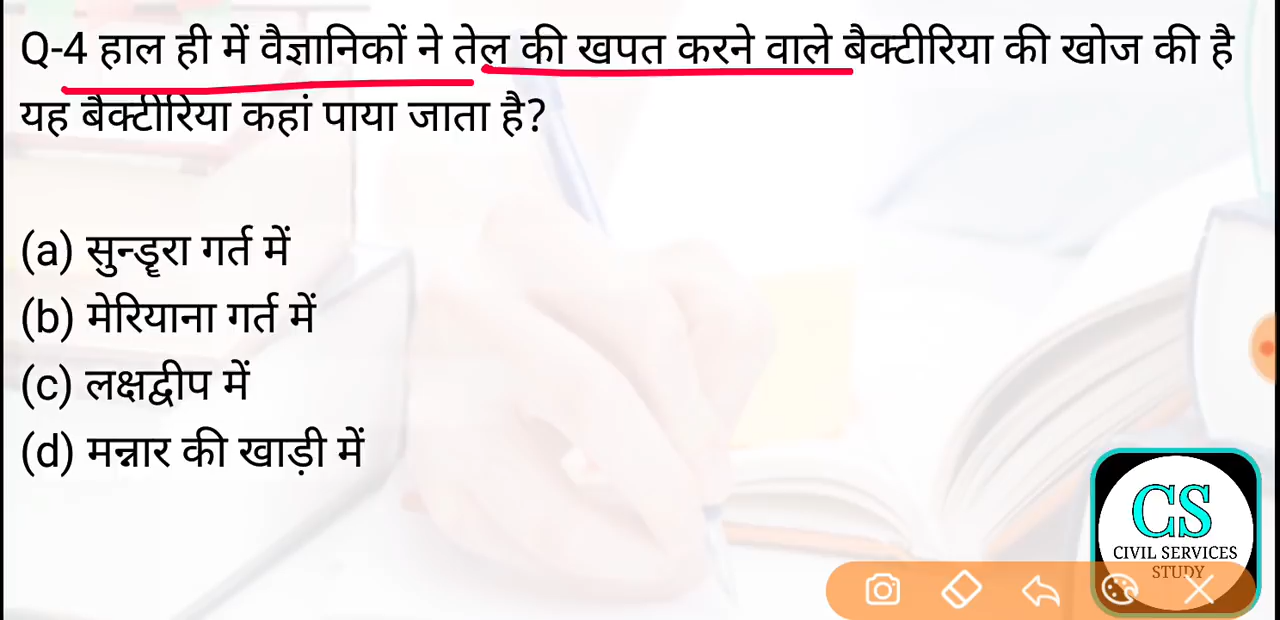 Q-4 हाल ही में वैज्ञानिकों ने तेल की खपत करने वाले बैक्टीरिया की खोज की है
यह बैक्टीरिया कहां पाया जाता है?
(a) सुन्डृरा गर्त में
(b) मेरियाना गर्त में
(c) लक्षद्वीप में
(d) मन्नार की खाड़ी में
CS
CIVIL SERVICES
STUDY